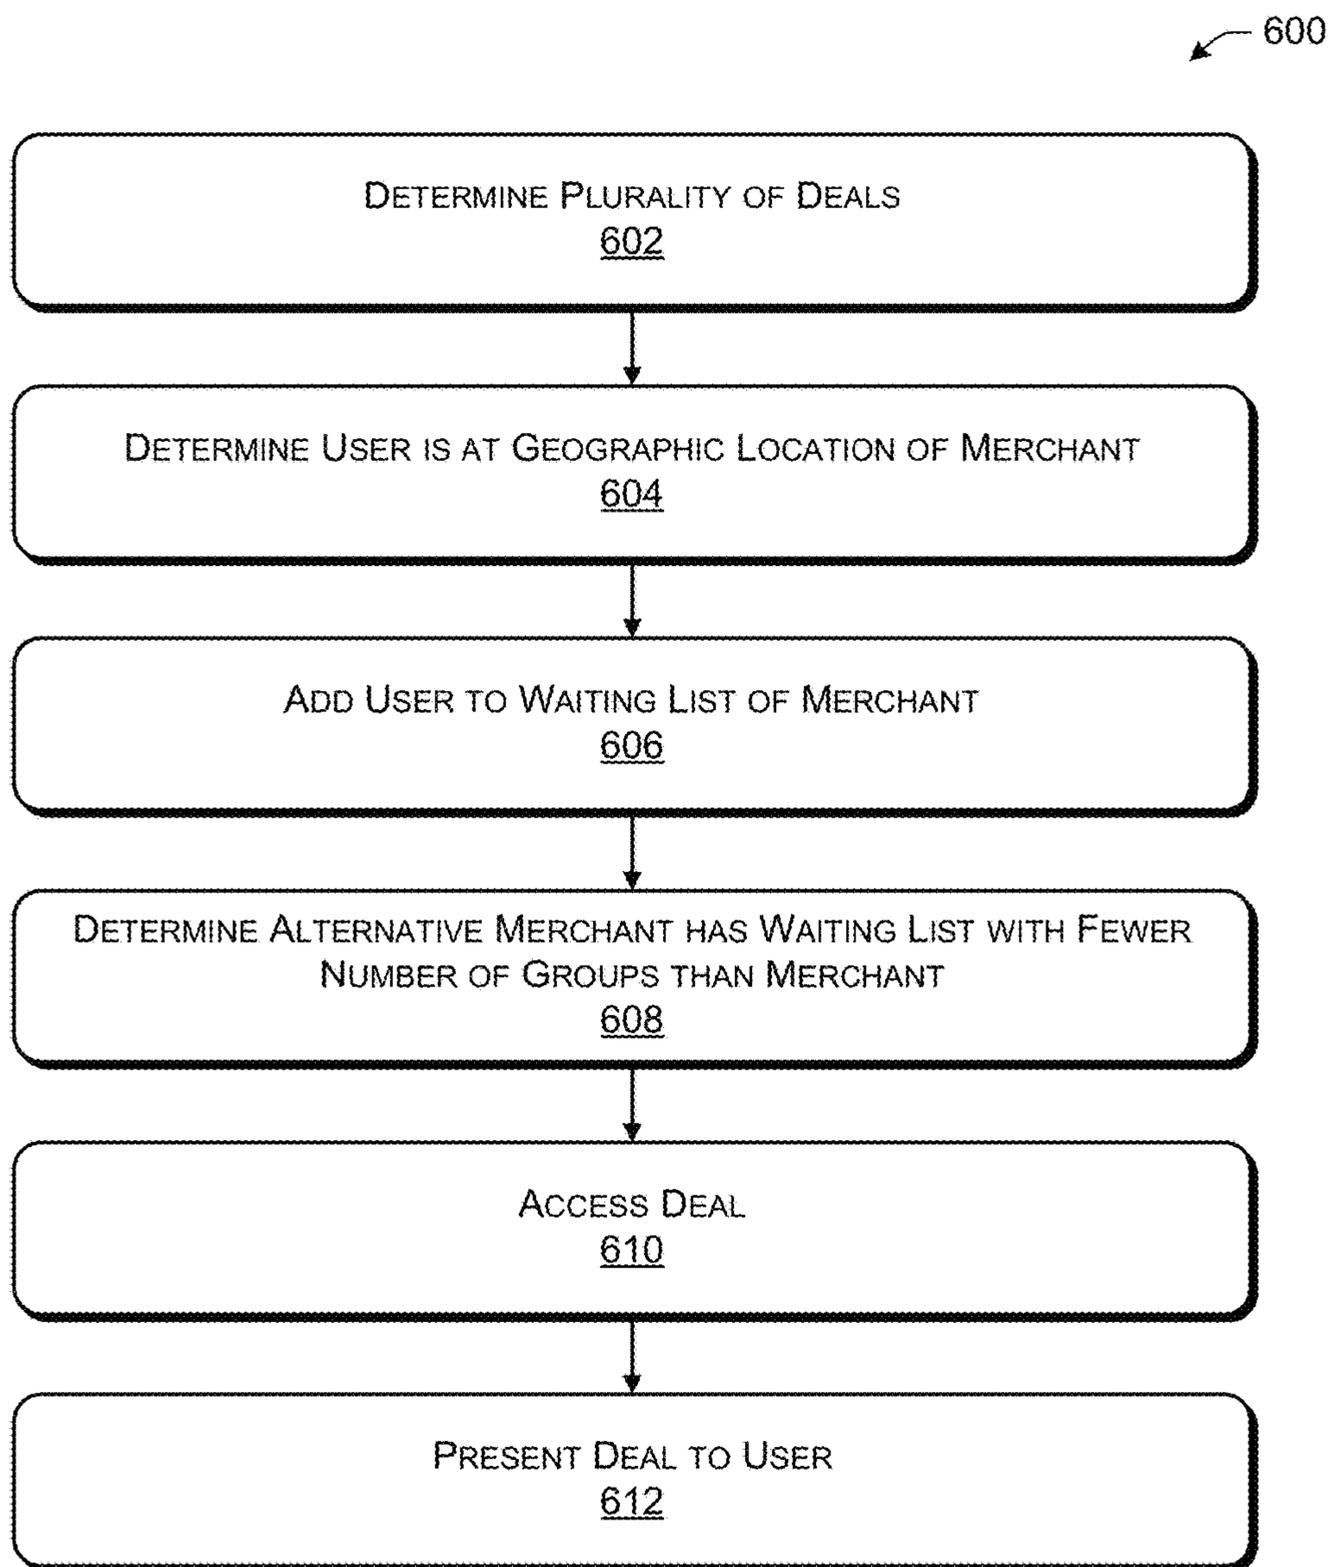 600
DETERMINE PLURALITY OF DEALS
602
DETERMINE USER IS AT GEOGRAPHIC LOCATION OF MERCHANT
604
ADD USER TO WAITING LIST OF MERCHANT
606
DETERMINE ALTERNATIVE MERCHANT HAS WAITING LIST WITH FEWER
NUMBER OF GROUPS THAN MERCHANT
608
ACCESS DEAL
610
PRESENT DEAL TO USER
612